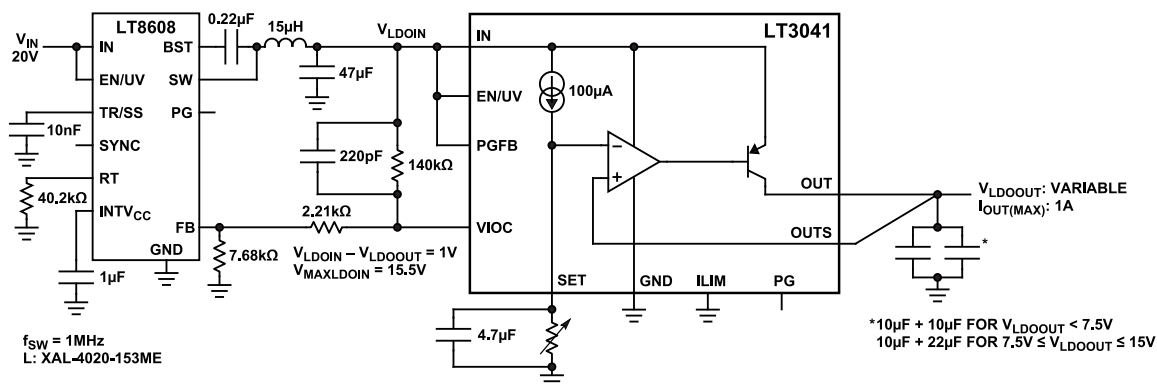 LT8608
LT3041
0.22µF
15µH
V_IN
20V
IN
BST
V_LDOIN
IN
EN/UV
SW
47µF
100µA
EN/UV
TR/SS
PG
10nF
SYNC
220pF
140kΩ
PGFB
RT
40.2kΩ
OUT
V_LDOOUT: VARIABLE
I_OUT(MAX): 1A
INTV_CC
FB
2.21kΩ
VIOC
OUTS
*
GND
7.68kΩ
V_LDOIN – V_LDOOUT = 1V
V_MAXLDOIN = 15.5V
1µF
SET
GND
ILIM
PG
4.7µF
*10µF + 10µF FOR V_LDOOUT < 7.5V
10µF + 22µF FOR 7.5V ≤ V_LDOOUT ≤ 15V
f_SW = 1MHz
L: XAL-4020-153ME